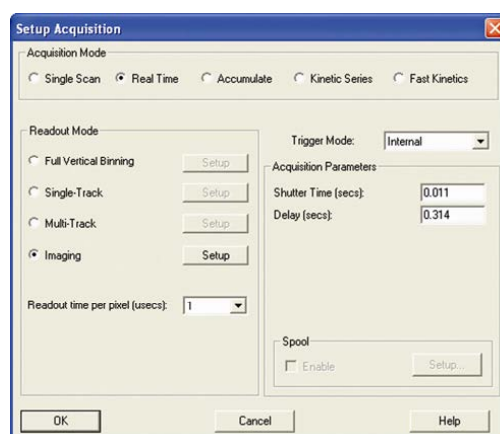 Setup Acquisition
Acquisition Mode
Single Scan Real Time Accumulate Kinetic Series Fast Kinetics
Readout Mode
Full Vertical Binning Setup
Single-Track Setup
Multi-Track Setup
Imaging Setup
Readout time per pixel (usecs): 1
Trigger Mode: Internal
Acquisition Parameters
Shutter Time (secs): 0.011
Delay (secs): 0.314
Spool
Enable Setup...
OK Cancel Help